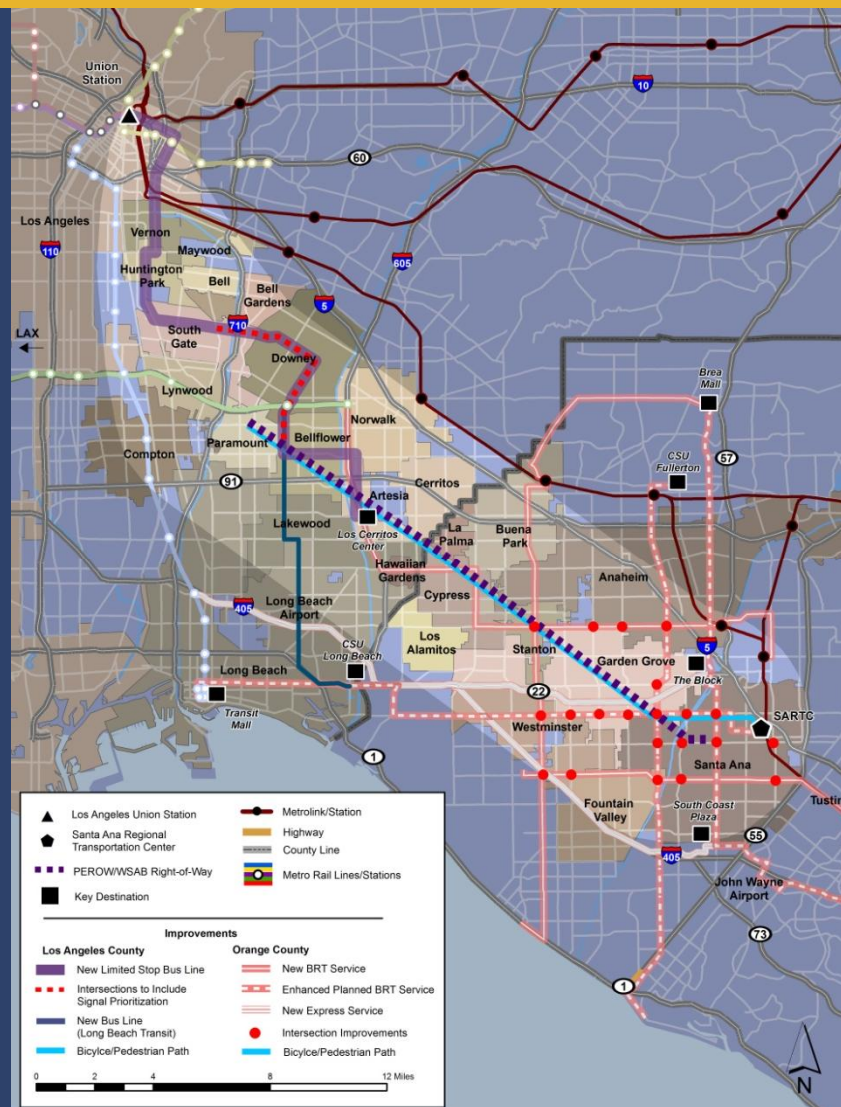 Union
Station
10
60
Los Angeles
110
605
Vernon
Maywood
Huntington
Park
Bell
Bell
Gardens
5
LAX
South
Gate
710
Downey
Brea
Mall
Lynwood
Norwalk
Paramount
Bellflower
57
Compton
CSU
Fullerton
91
Artesia
Cerritos
Lakewood
Los Cerritos
Center
La
Palma
Buena
Park
Hawaiian
Gardens
Anaheim
405
Long Beach
Airport
Cypress
CSU
Long Beach
Los
Alamitos
Stanton
Garden Grove
5
The Block
Long Beach
22
SARTC
Transit
Mall
Westminster
1
Santa Ana
Fountain
Valley
South Coast
Plaza
Tustin
55
405
John Wayne
Airport
73
1
N
Los Angeles Union Station
Santa Ana Regional
Transportation Center
PEROW/WSAB Right-of-Way
Key Destination
Metrolink/Station
Highway
County Line
Metro Rail Lines/Stations
Improvements
Los Angeles County
New Limited Stop Bus Line
Intersections to Include
Signal Prioritization
New Bus Line
(Long Beach Transit)
Bicylce/Pedestrian Path
Orange County
New BRT Service
Enhanced Planned BRT Service
New Express Service
Intersection Improvements
Bicylce/Pedestrian Path
0 2 4 8 12 Miles